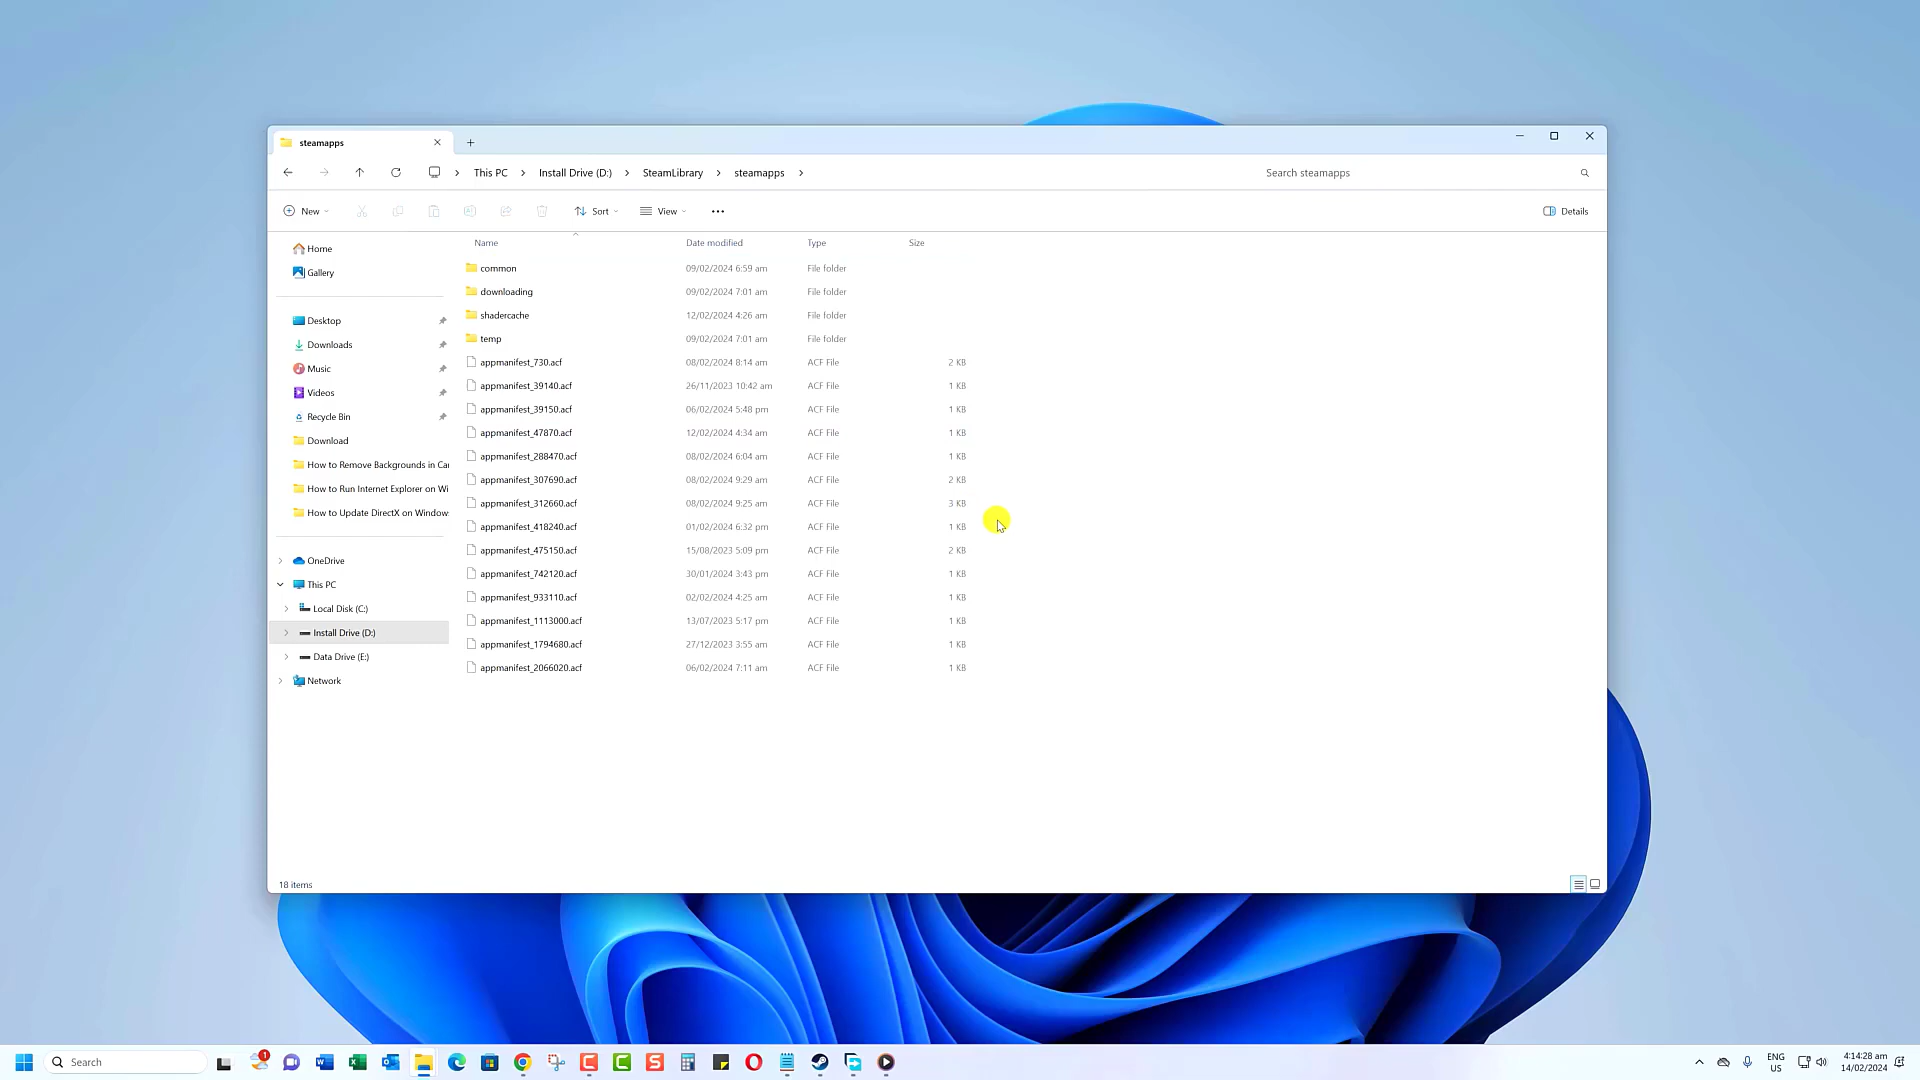 steamapps
This PC > Install Drive (D:) > SteamLibrary > steamapps >
Search steamapps
New
Sort
View
Details
Name Date modified Type Size
common 09/02/2024 6:59 am File folder
downloading 09/02/2024 7:01 am File folder
shadercache 12/02/2024 4:26 am File folder
temp 09/02/2024 7:01 am File folder
appmanifest_730.acf 08/02/2024 8:14 am ACF File 2 KB
appmanifest_39140.acf 26/11/2023 10:42 am ACF File 1 KB
appmanifest_39150.acf 06/02/2024 5:48 pm ACF File 1 KB
appmanifest_47870.acf 12/02/2024 4:34 am ACF File 1 KB
appmanifest_288470.acf 08/02/2024 6:04 am ACF File 1 KB
appmanifest_307690.acf 08/02/2024 9:29 am ACF File 2 KB
appmanifest_312660.acf 08/02/2024 9:25 am ACF File 3 KB
appmanifest_418240.acf 01/02/2024 6:32 pm ACF File 1 KB
appmanifest_475150.acf 15/08/2023 5:09 pm ACF File 2 KB
appmanifest_742120.acf 30/01/2024 3:43 pm ACF File 1 KB
appmanifest_933110.acf 02/02/2024 4:25 am ACF File 1 KB
appmanifest_1113000.acf 13/07/2023 5:17 pm ACF File 1 KB
appmanifest_1794680.acf 27/12/2023 3:55 am ACF File 1 KB
appmanifest_2066020.acf 06/02/2024 7:11 am ACF File 1 KB
Home
Gallery
Desktop
Downloads
Music
Videos
Recycle Bin
Download
How to Remove Backgrounds in Car
How to Run Internet Explorer on Wi
How to Update DirectX on Windows
OneDrive
This PC
Local Disk (C:)
Install Drive (D:)
Data Drive (E:)
Network
18 items
Search
1
ENG
US
4:14:28 am
14/02/2024